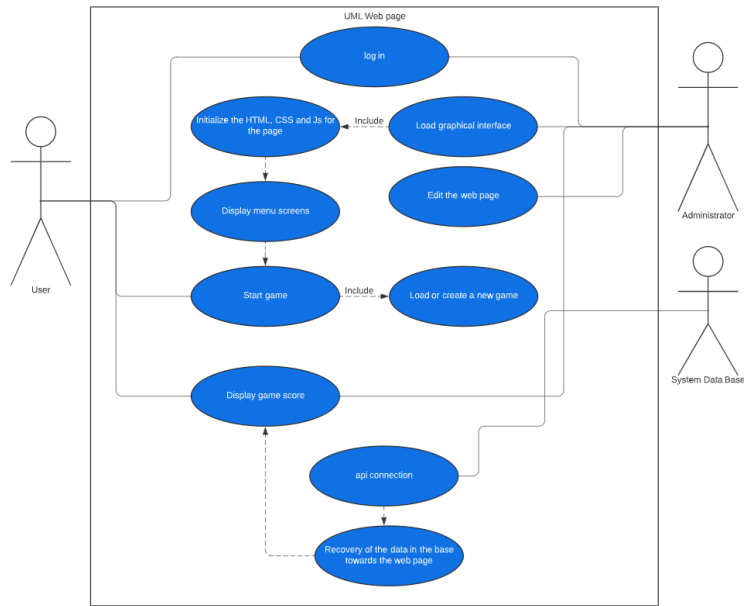 UML Web page
log in
Initialize the HTML, CSS and Js for
the page
Include
Load graphical interface
Edit the web page
Administrator
Display menu screens
User
Start game
Include
Load or create a new game
System Data Base
Display game score
api connection
Recovery of the data in the base
towards the web page